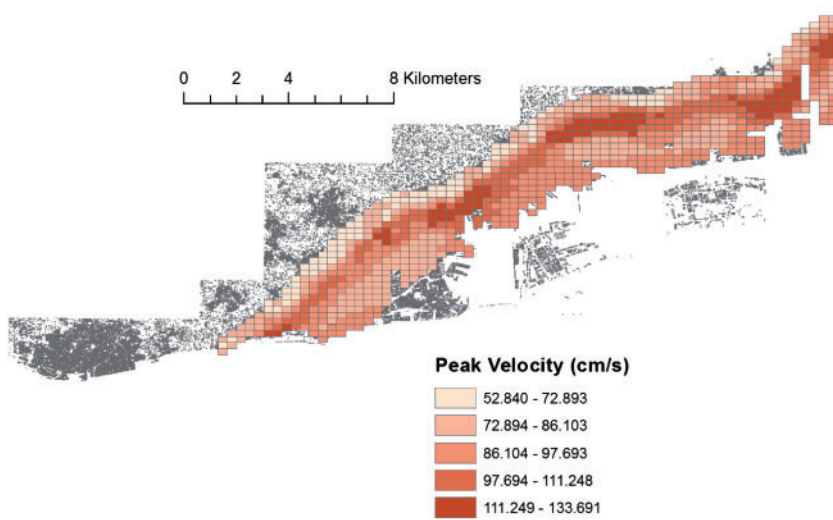 0 2 4 8 Kilometers
Peak Velocity (cm/s)
52.840 - 72.893
72.894 - 86.103
86.104 - 97.693
97.694 - 111.248
111.249 - 133.691